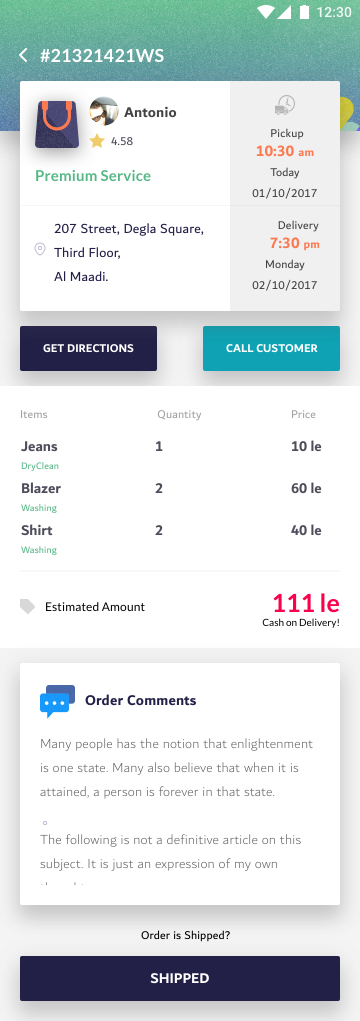 12:30
#21321421WS
Antonio
4.58
Premium Service
Pickup
10:30 am
Today
01/10/2017
207 Street, Degla Square,
Third Floor,
Al Maadi.
Delivery
7:30 pm
Monday
02/10/2017
GET DIRECTIONS
CALL CUSTOMER
Items Quantity Price
Jeans 1 10 le
DryClean
Blazer 2 60 le
Washing
Shirt 2 40 le
Washing
Estimated Amount 111 le
Cash on Delivery!
Order Comments
Many people has the notion that enlightenment
is one state. Many also believe that when it is
attained, a person is forever in that state.
The following is not a definitive article on this
subject. It is just an expression of my own
Order is Shipped?
SHIPPED